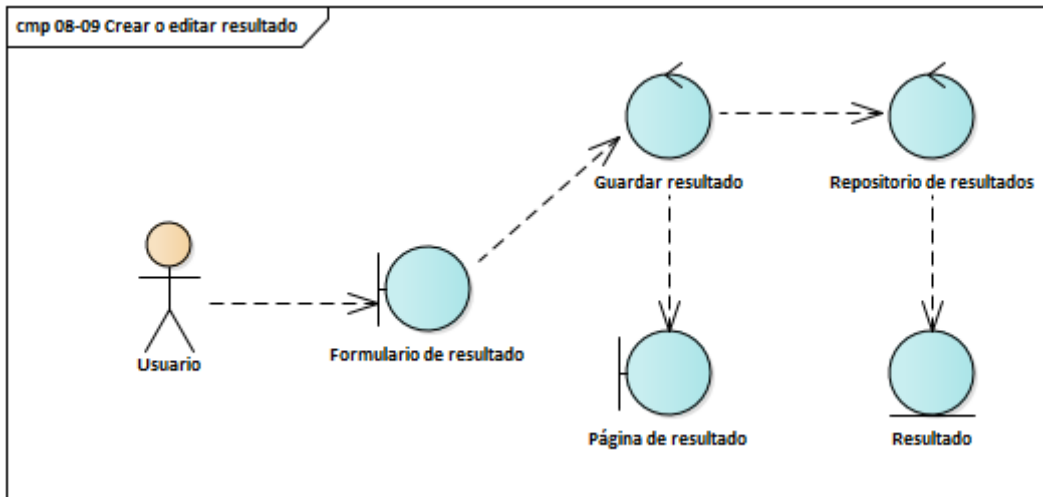 cmp 08-09 Crear o editar resultado
Guardar resultado
Repositorio de resultados
Usuario
Formulario de resultado
Página de resultado
Resultado